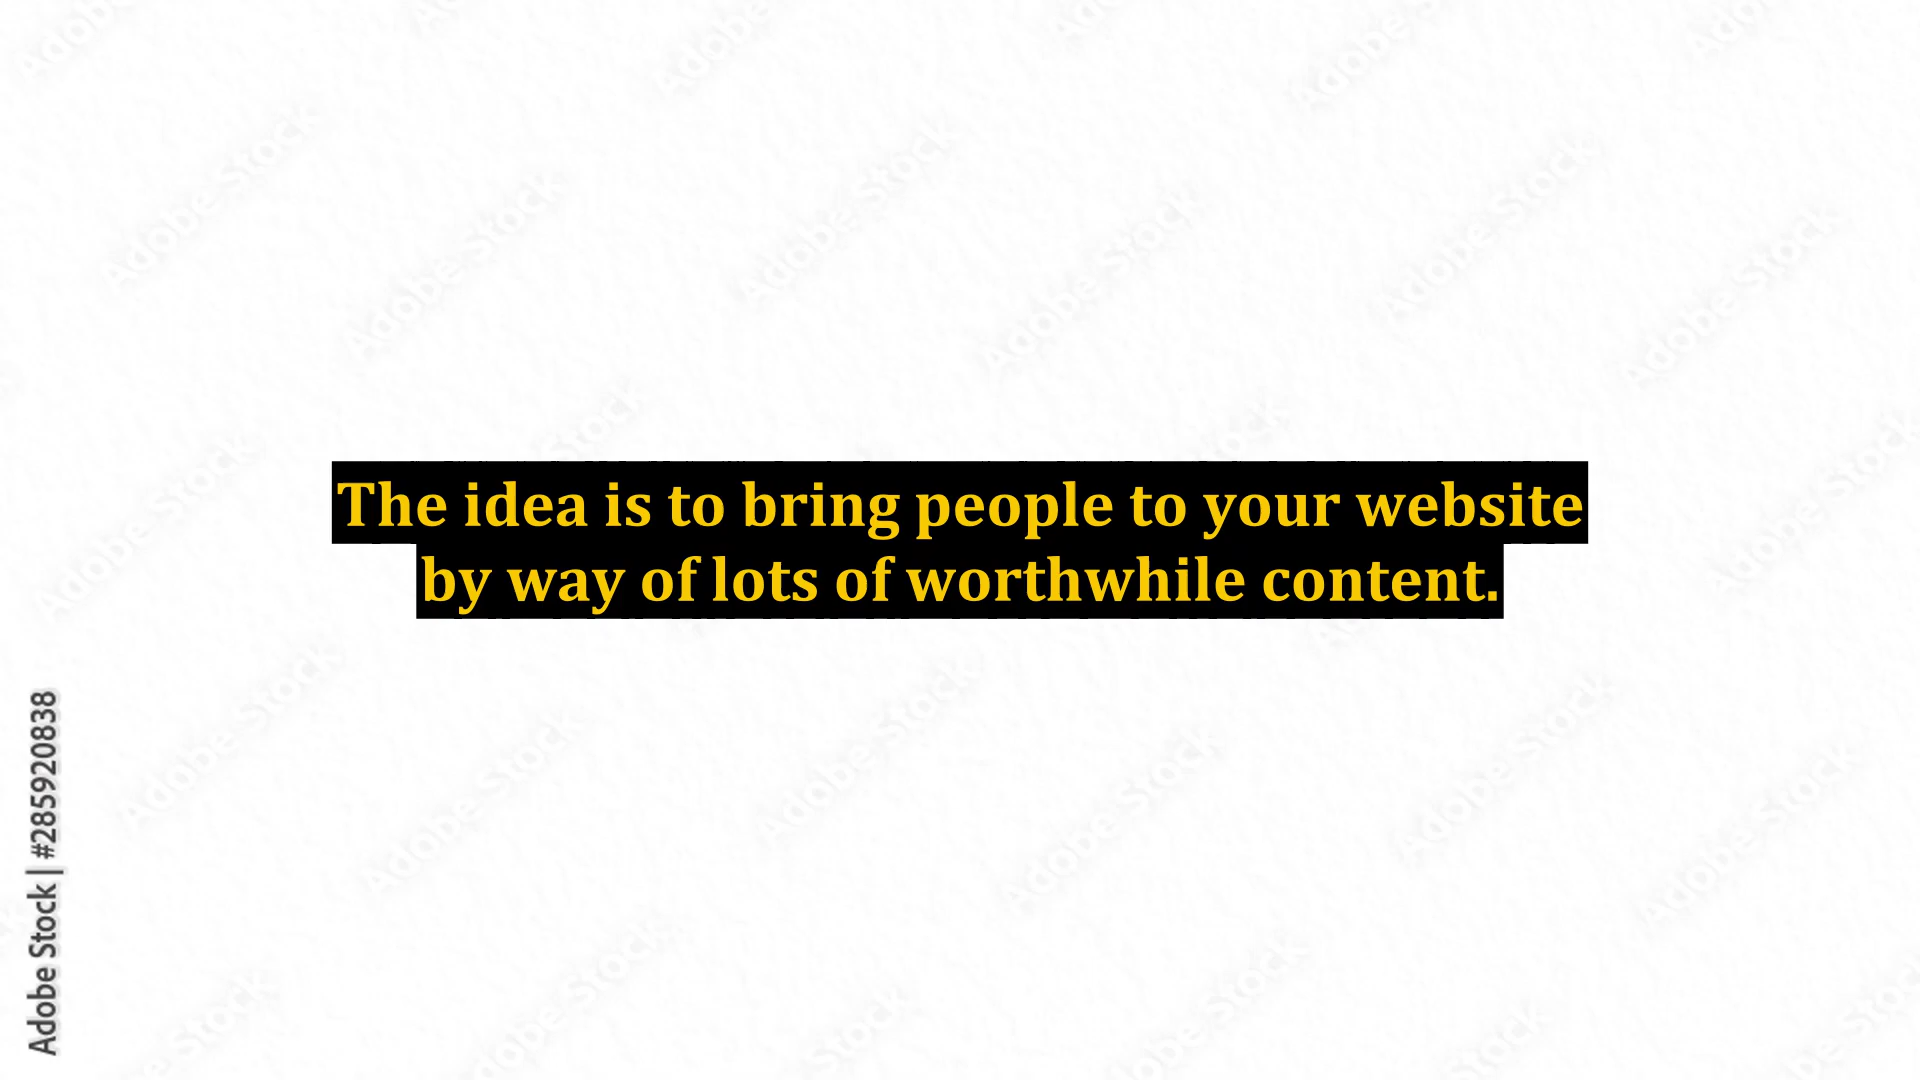 The idea is to bring people to your website
by way of lots of worthwhile content.
Adobe Stock | #285920838